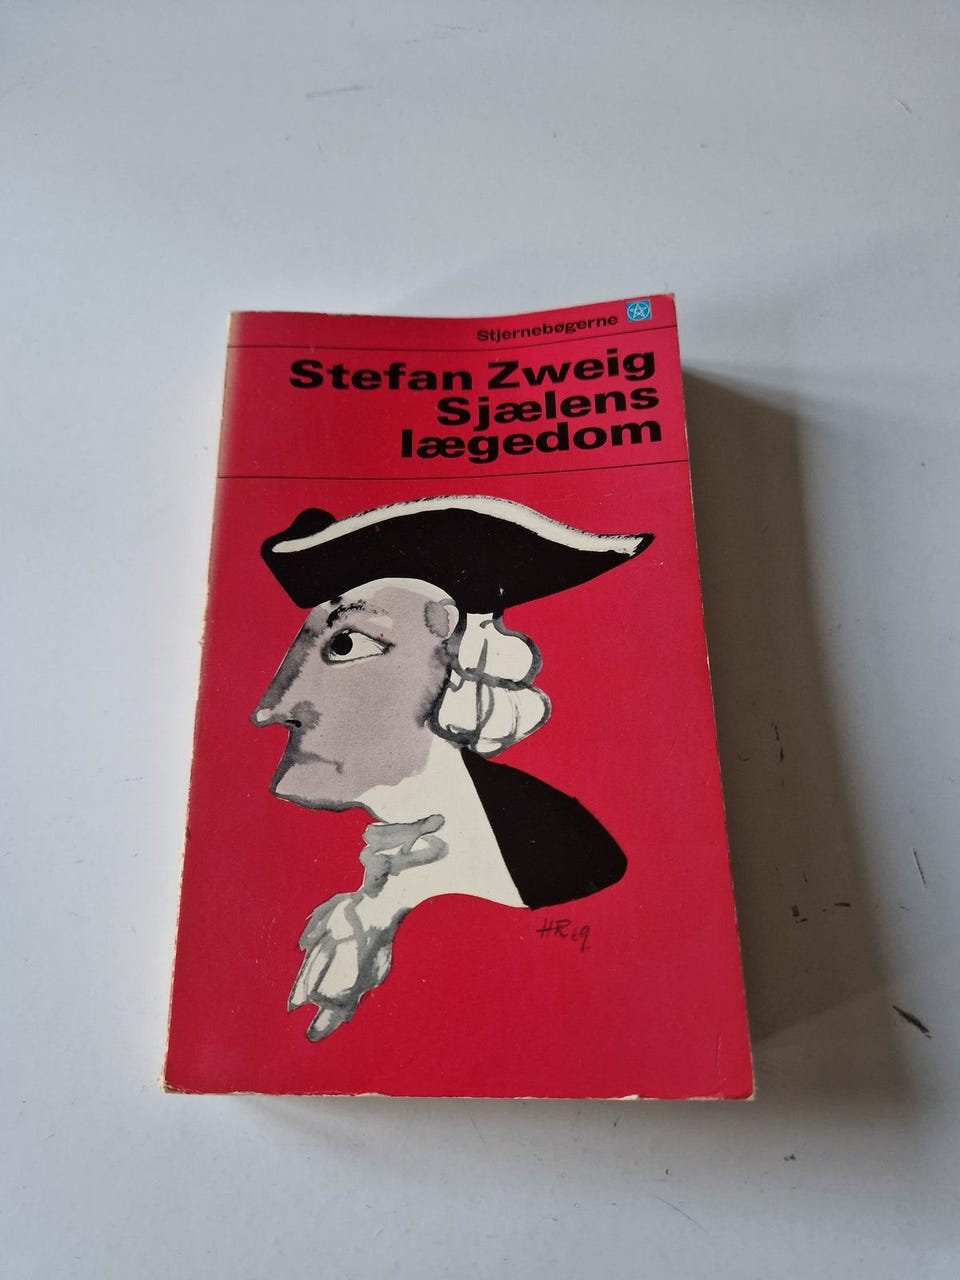 Stjernebøgerne
Stefan Zweig
Sjælens
lægedom
HR 69